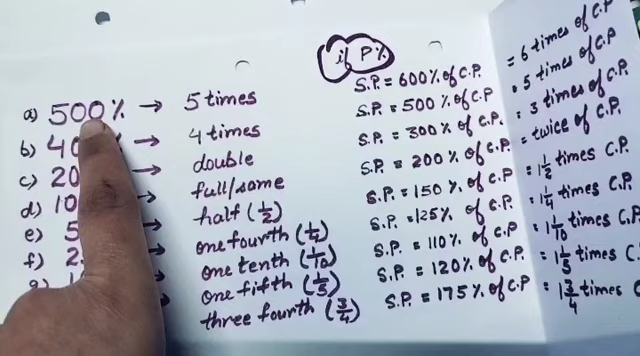 if P%
a) 500% → 5 times S.P. = 600% of C.P. = 6 times of C.P.
b) 40 % → 4 times S.P. = 500% of C.P. = 5 times of C.P.
c) 20 → double S.P. = 300% of C.P. = 3 times of C.P.
d) 10 → full/same S.P. = 200% of C.P. = twice of C.P.
e) 5 → half (1/2) S.P. = 150% of C.P. = 1 1/2 times C.P.
f) 2 → one fourth (1/4) S.P. = 125% of C.P. = 1 1/4 times C.P.
g) 1 → one tenth (1/10) S.P. = 110% of C.P. = 1 1/10 times C.P.
one fifth (1/5) S.P. = 120% of C.P. = 1 1/5 times C.
three fourth (3/4) S.P. = 175% of C.P = 1 3/4 times C